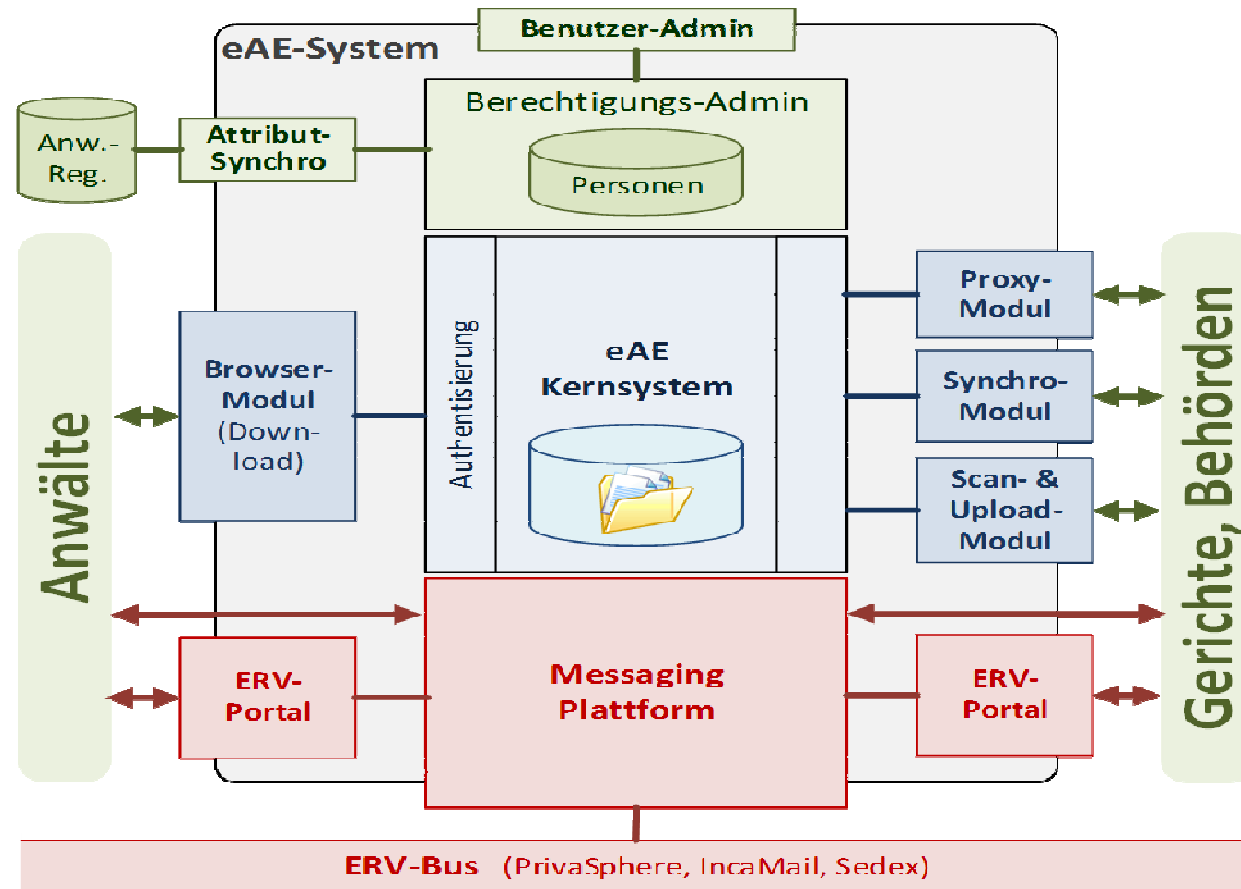 Benutzer-Admin
eAE-System
Berechtigungs-Admin
Personen
Anw.-
Reg.
Attribut-
Synchro
Anwälte
Browser-
Modul
(Down-
load)
Authentisierung
eAE
Kernsystem
Proxy-
Modul
Synchro-
Modul
Scan- &
Upload-
Modul
Gerichte, Behörden
ERV-
Portal
Messaging
Plattform
ERV-
Portal
ERV-Bus (PrivaSphere, IncaMail, Sedex)